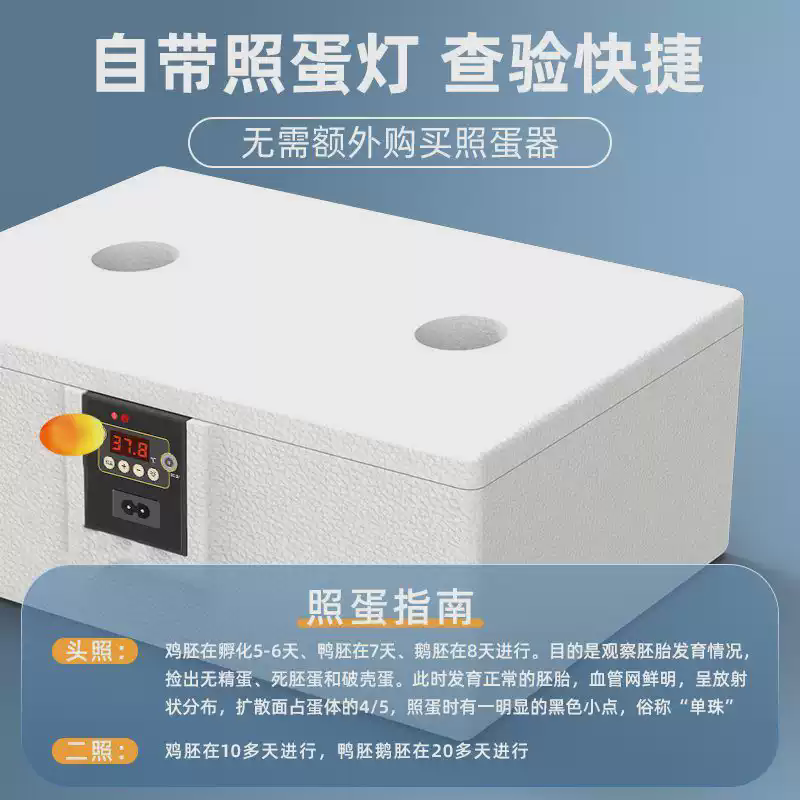 自带照蛋灯 查验快捷
无需额外购买照蛋器
37.8
℃
照蛋指南
头照：
鸡胚在孵化5-6天、鸭胚在7天、鹅胚在8天进行。目的是观察胚胎发育情况，
捡出无精蛋、死胚蛋和破壳蛋。此时发育正常的胚胎，血管网鲜明，呈放射
状分布，扩散面占蛋体的4/5，照蛋时有一明显的黑色小点，俗称“单珠”
二照：
鸡胚在10多天进行，鸭胚鹅胚在20多天进行